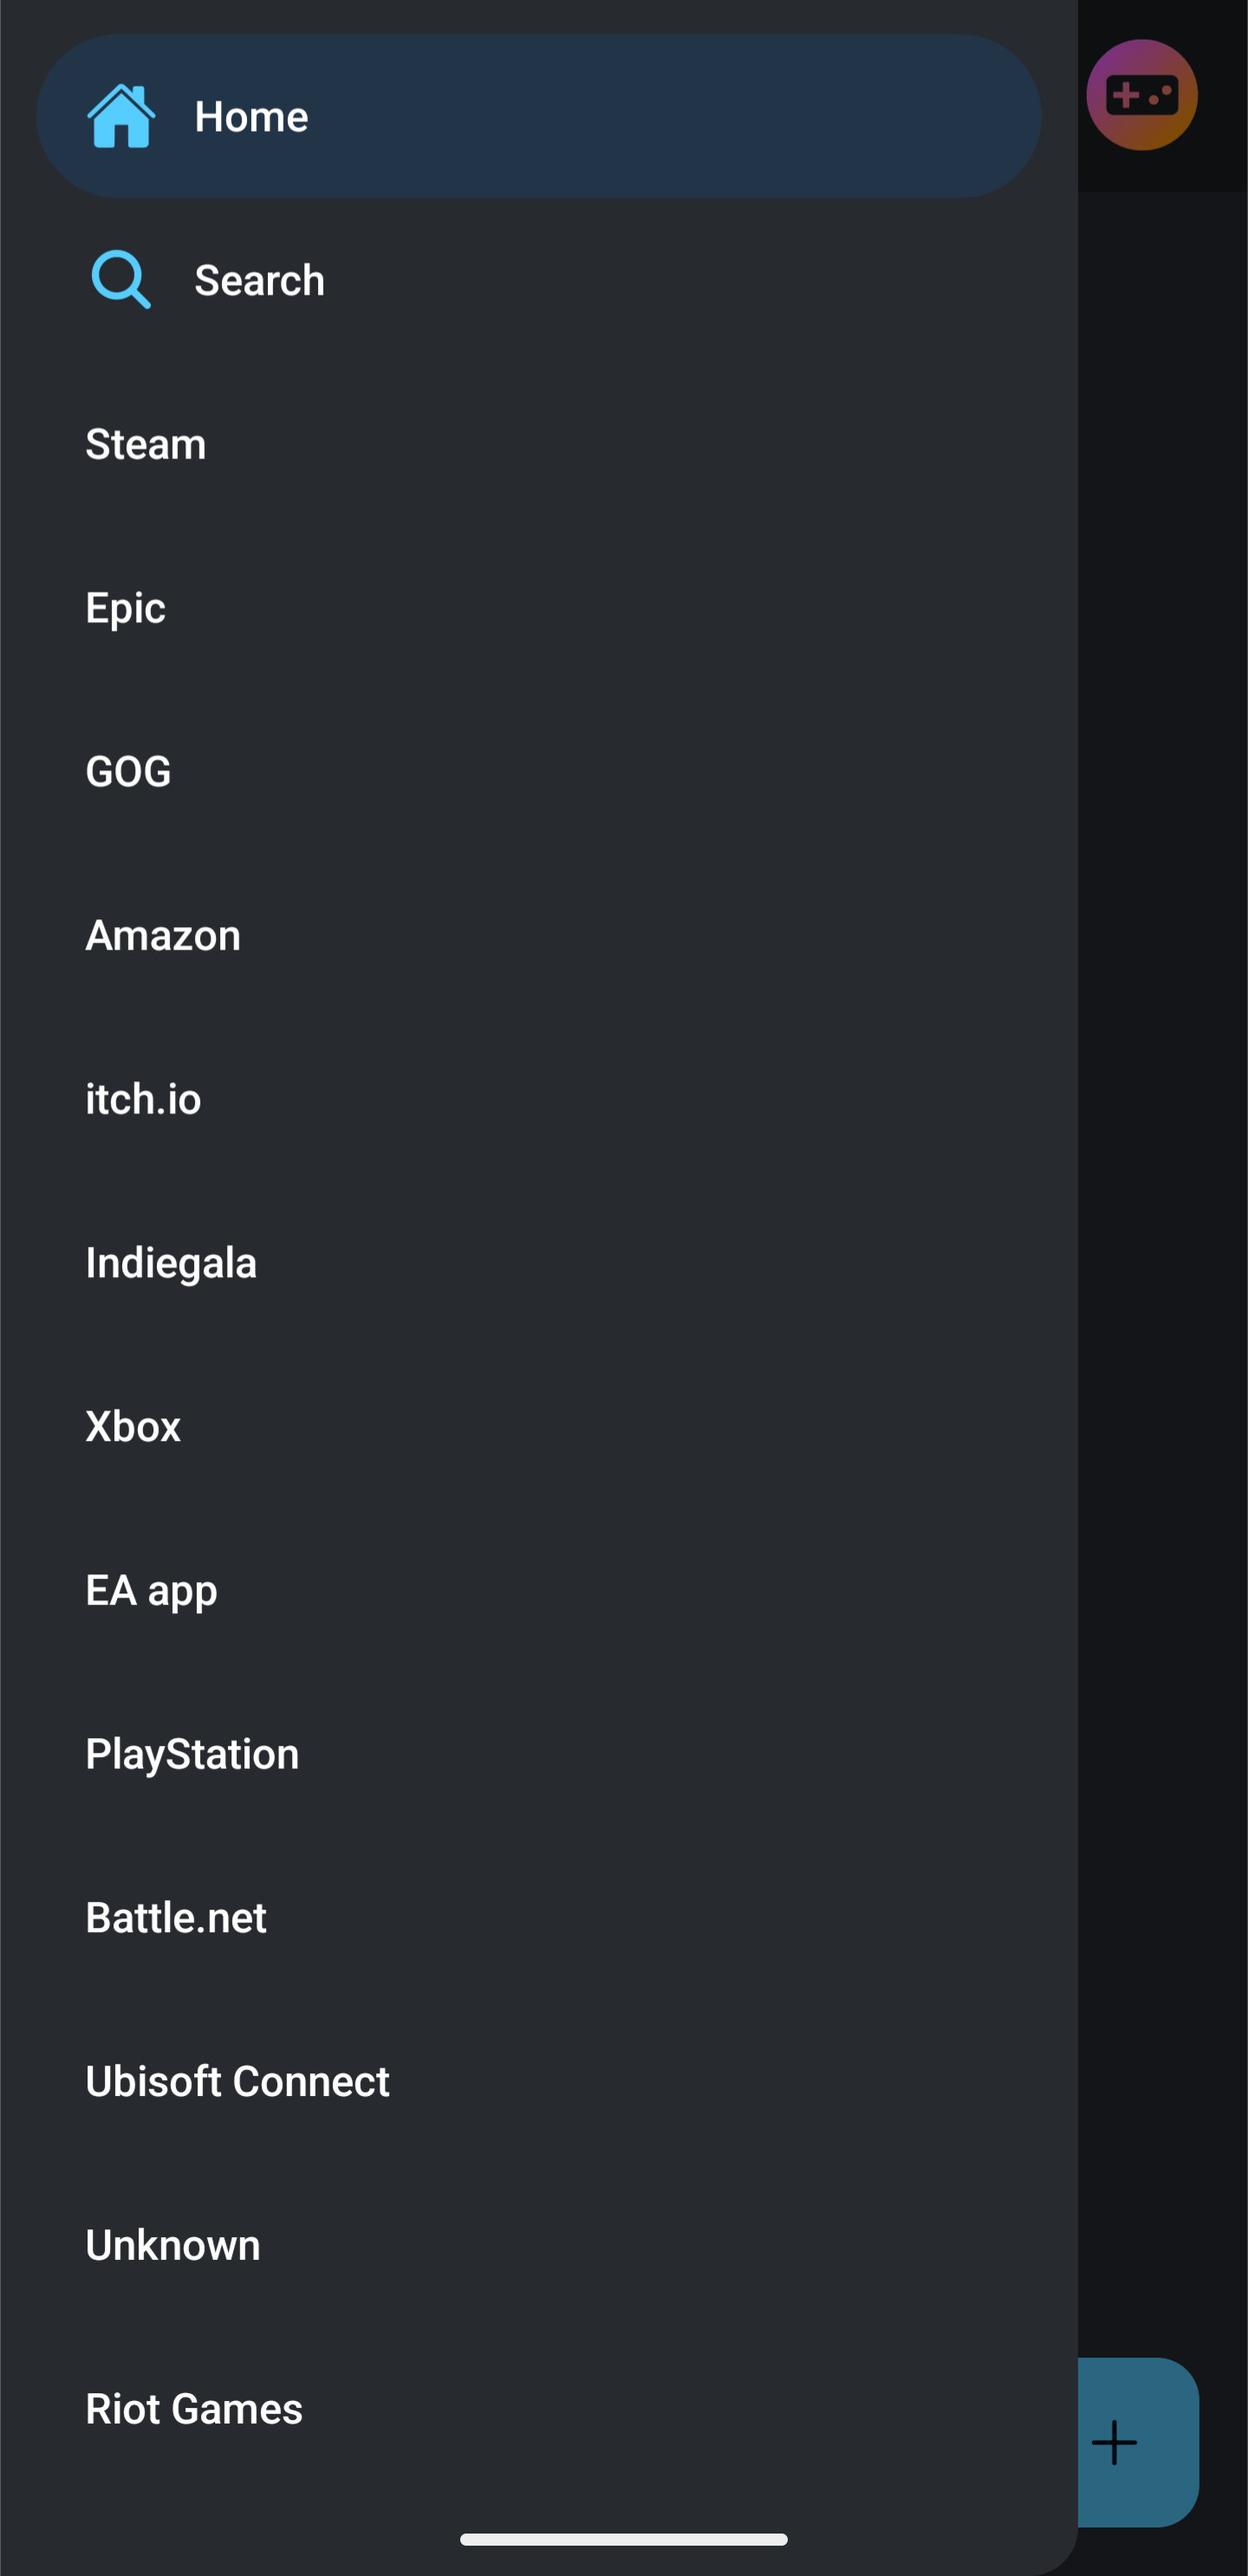 Home
Search
Steam
Epic
GOG
Amazon
itch.io
Indiegala
Xbox
EA app
PlayStation
Battle.net
Ubisoft Connect
Unknown
Riot Games